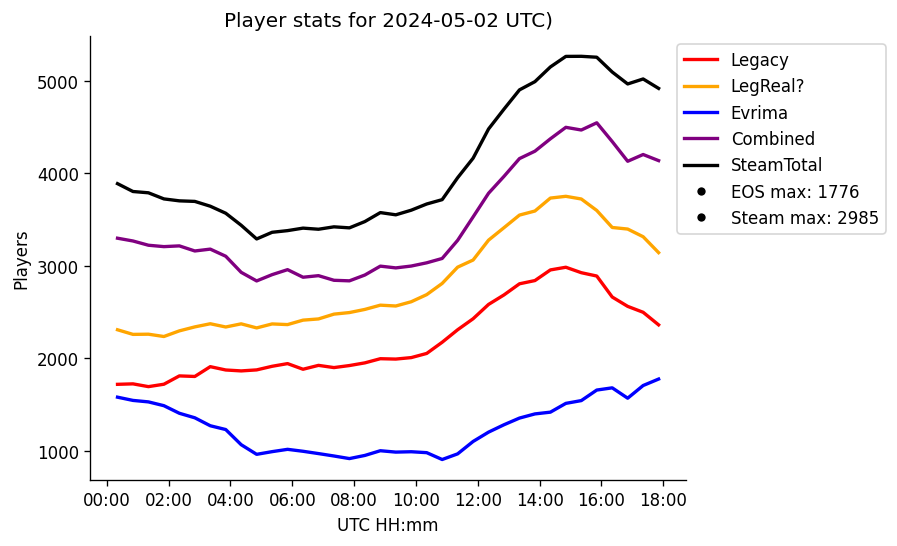 Player stats for 2024-05-02 UTC)
Legacy
LegReal?
Evrima
Combined
SteamTotal
EOS max: 1776
Steam max: 2985
Players
5000
4000
3000
2000
1000
00:00 02:00 04:00 06:00 08:00 10:00 12:00 14:00 16:00 18:00
UTC HH:mm